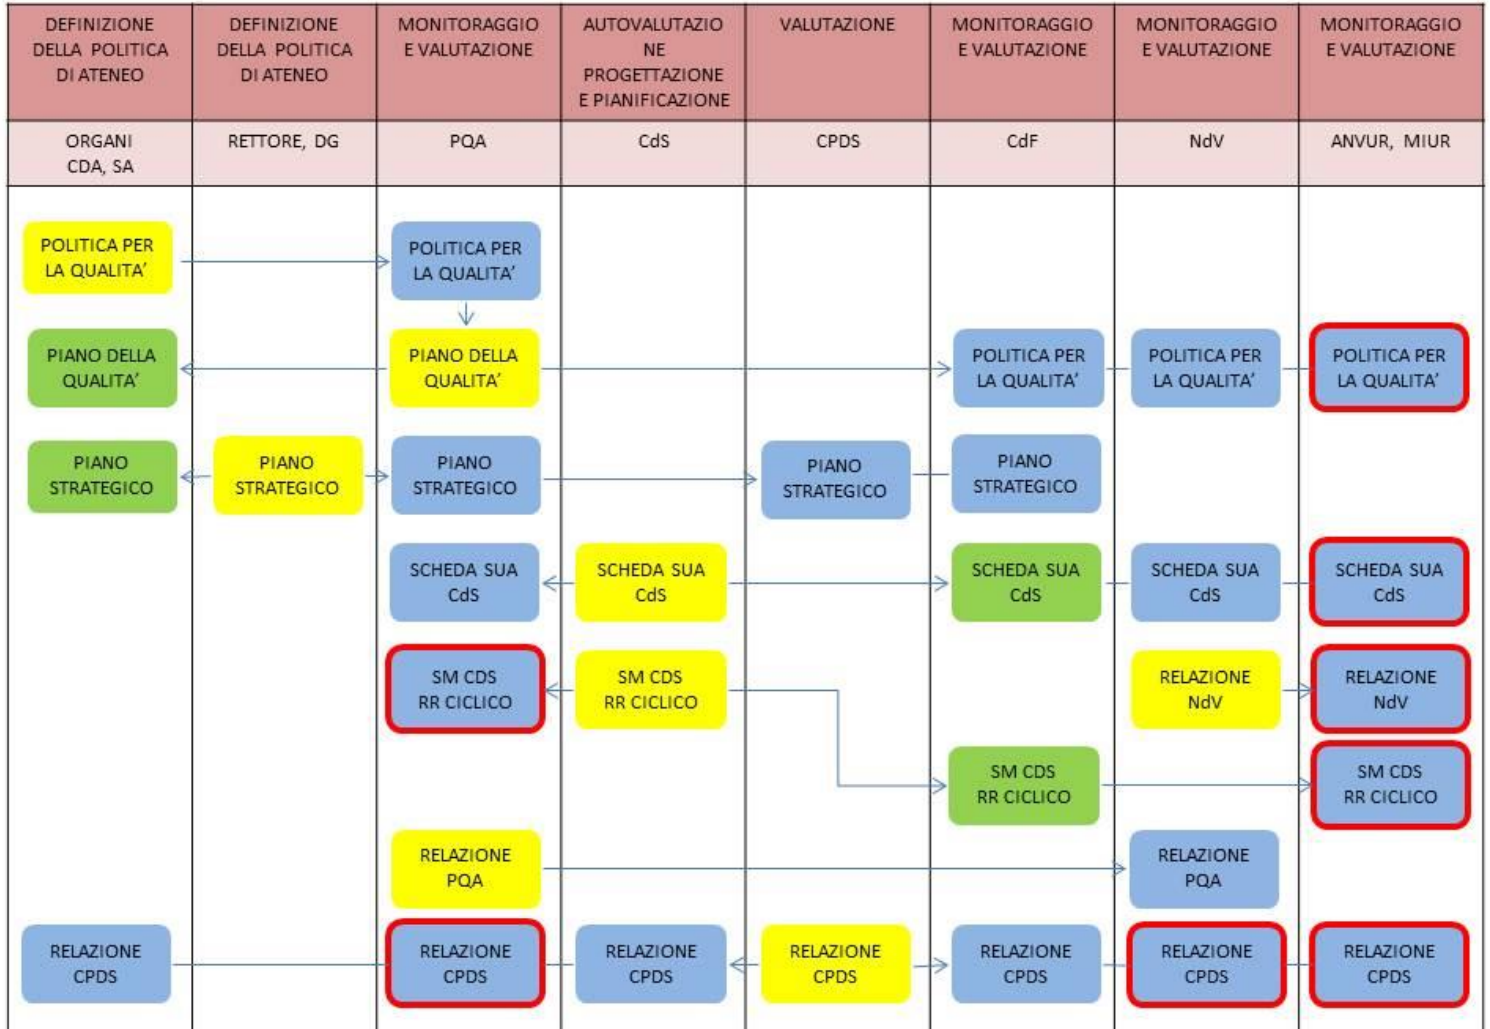 DEFINIZIONE
DELLA POLITICA
DI ATENEO
DEFINIZIONE
DELLA POLITICA
DI ATENEO
MONITORAGGIO
E VALUTAZIONE
AUTOVALUTAZIO
NE
PROGETTAZIONE
E PIANIFICAZIONE
VALUTAZIONE
MONITORAGGIO
E VALUTAZIONE
MONITORAGGIO
E VALUTAZIONE
MONITORAGGIO
E VALUTAZIONE
ORGANI
CDA, SA
RETTORE, DG
PQA
CdS
CPDS
CdF
NdV
ANVUR, MIUR
POLITICA PER
LA QUALITA’
POLITICA PER
LA QUALITA’
PIANO DELLA
QUALITA’
PIANO DELLA
QUALITA’
POLITICA PER
LA QUALITA’
POLITICA PER
LA QUALITA’
POLITICA PER
LA QUALITA’
PIANO
STRATEGICO
PIANO
STRATEGICO
PIANO
STRATEGICO
PIANO
STRATEGICO
PIANO
STRATEGICO
SCHEDA SUA
CdS
SCHEDA SUA
CdS
SCHEDA SUA
CdS
SCHEDA SUA
CdS
SCHEDA SUA
CdS
SM CDS
RR CICLICO
SM CDS
RR CICLICO
RELAZIONE
NdV
RELAZIONE
NdV
SM CDS
RR CICLICO
SM CDS
RR CICLICO
RELAZIONE
PQA
RELAZIONE
PQA
RELAZIONE
CPDS
RELAZIONE
CPDS
RELAZIONE
CPDS
RELAZIONE
CPDS
RELAZIONE
CPDS
RELAZIONE
CPDS
RELAZIONE
CPDS